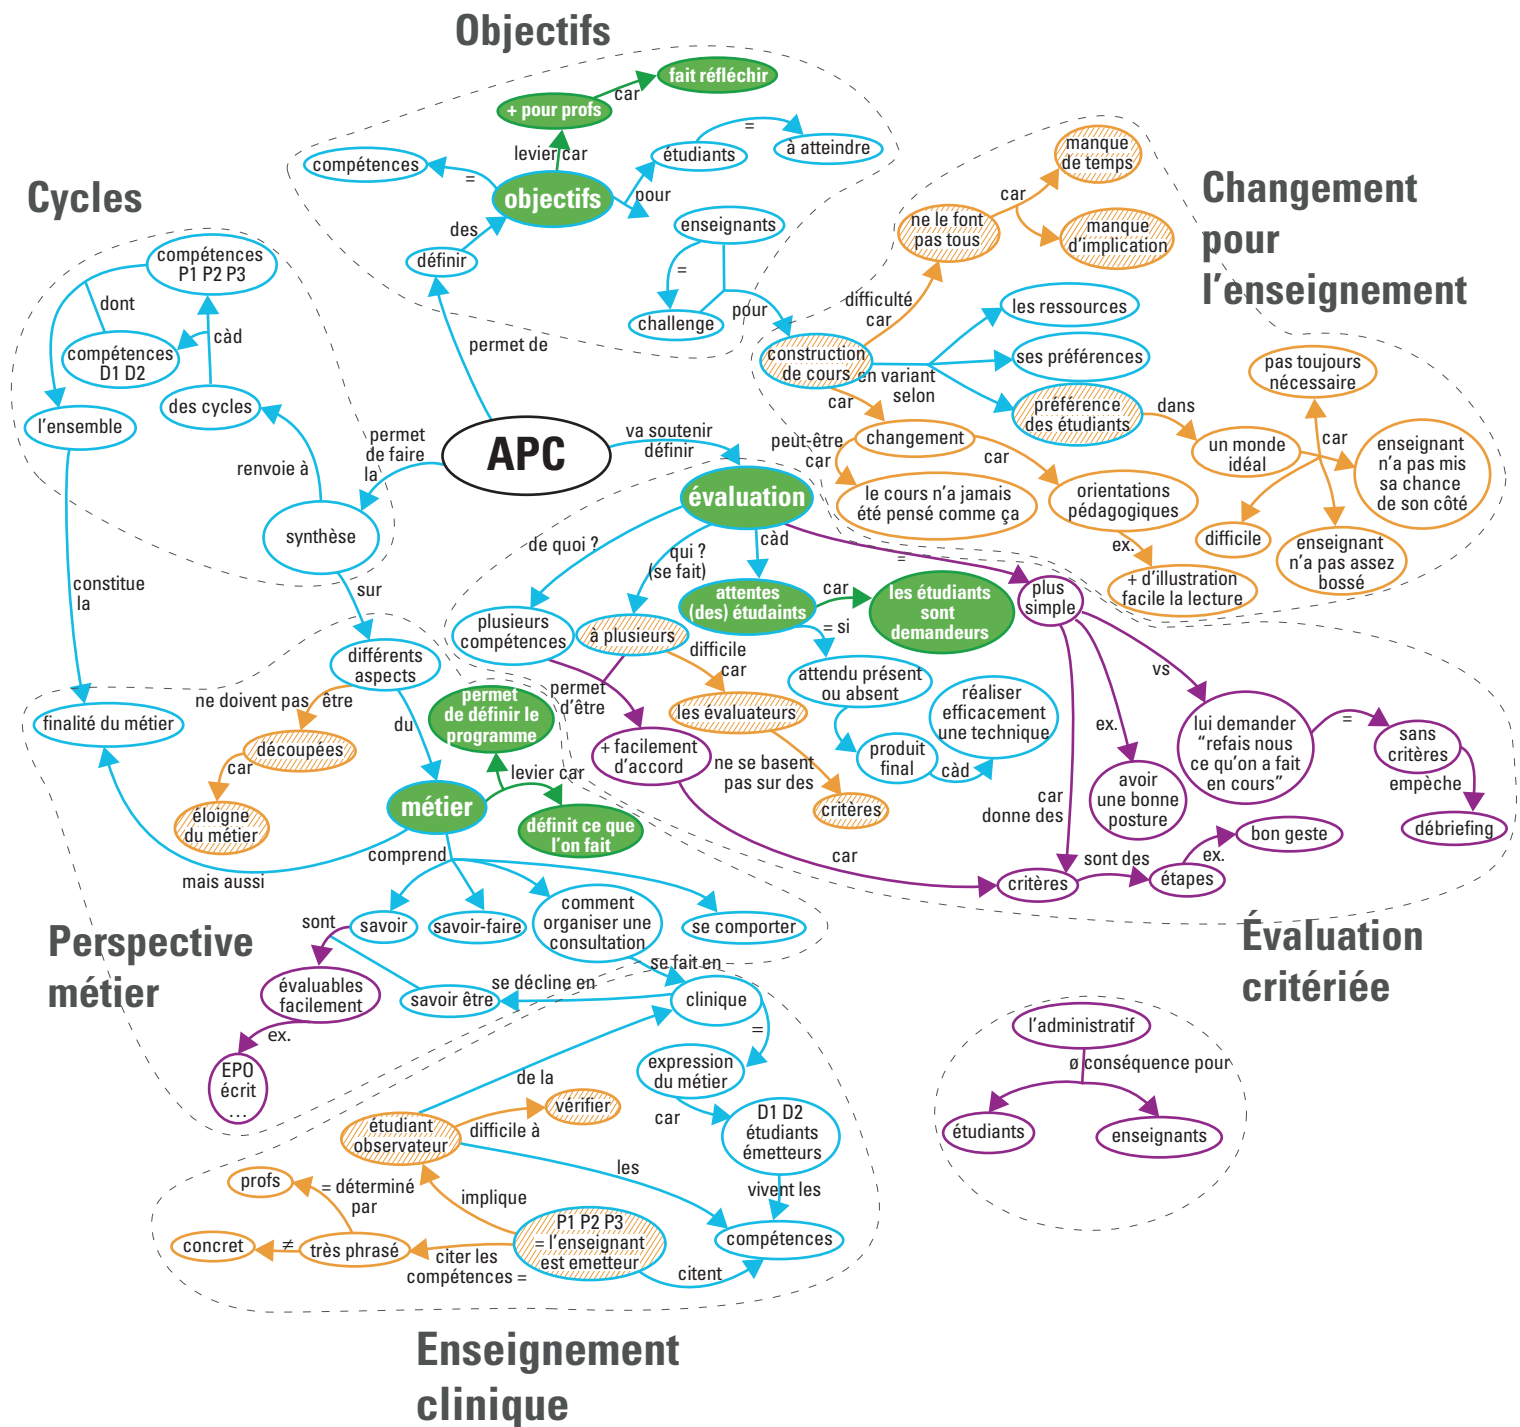 Objectifs
fait réfléchir
car
+ pour profs
levier car
compétences
=
objectifs
pour
étudiants
=
à atteindre
des
définir
enseignants
=
challenge
pour
permet de
Cycles
compétences
P1 P2 P3
dont
càd
compétences
D1 D2
des cycles
l'ensemble
renvoie à
permet
de faire
la
synthèse
constitue
la
sur
APC
va soutenir
définir
Changement
pour
l'enseignement
manque
de temps
car
ne le font
pas tous
manque
d'implication
difficulté
car
les ressources
construction
de cours
ses préférences
en variant
selon
préférence
des étudiants
dans
un monde
idéal
car
pas toujours
nécessaire
enseignant
n'a pas mis
sa chance
de son côté
difficile
enseignant
n'a pas assez
bossé
car
changement
peut-être
car
le cours n'a jamais
été pensé comme ça
car
orientations
pédagogiques
ex.
+ d'illustration
facile la lecture
évaluation
de quoi ?
qui ?
(se fait)
càd
=
plus
simple
attentes
(des) étudaints
car
les étudiants
sont
demandeurs
= si
attendu présent
ou absent
produit
final
càd
réaliser
efficacement
une technique
plusieurs
compétences
à plusieurs
difficile
car
les évaluateurs
ne se basent
pas sur des
critères
permet
d'être
+ facilement
d'accord
car
vs
lui demander
“refais nous
ce qu'on a fait
en cours”
=
sans
critères
empeche
débriefing
ex.
avoir
une bonne
posture
car
donne des
critères
sont des
étapes
ex.
bon geste
Évaluation
critériée
différents
aspects
ne doivent pas
être
découpées
car
éloigne
du métier
du
finalité du métier
métier
permet
de définir le
programme
levier car
définit ce que
l'on fait
mais aussi
comprend
savoir
savoir-faire
comment
organiser une
consultation
se comporter
sont
évaluables
facilement
ex.
EPO
écrit
...
savoir être
se décline en
se fait en
Perspective
métier
clinique
=
expression
du métier
car
D1 D2
étudiants
émetteurs
vivent les
compétences
de la
vérifier
difficile à
étudiant
observateur
les
implique
P1 P2 P3
= l'enseignant
est emetteur
citent
citer les
compétences =
très phrasé
= déterminé
par
profs
≠
concret
Enseignement
clinique
l'administratif
ø conséquence pour
étudiants
enseignants